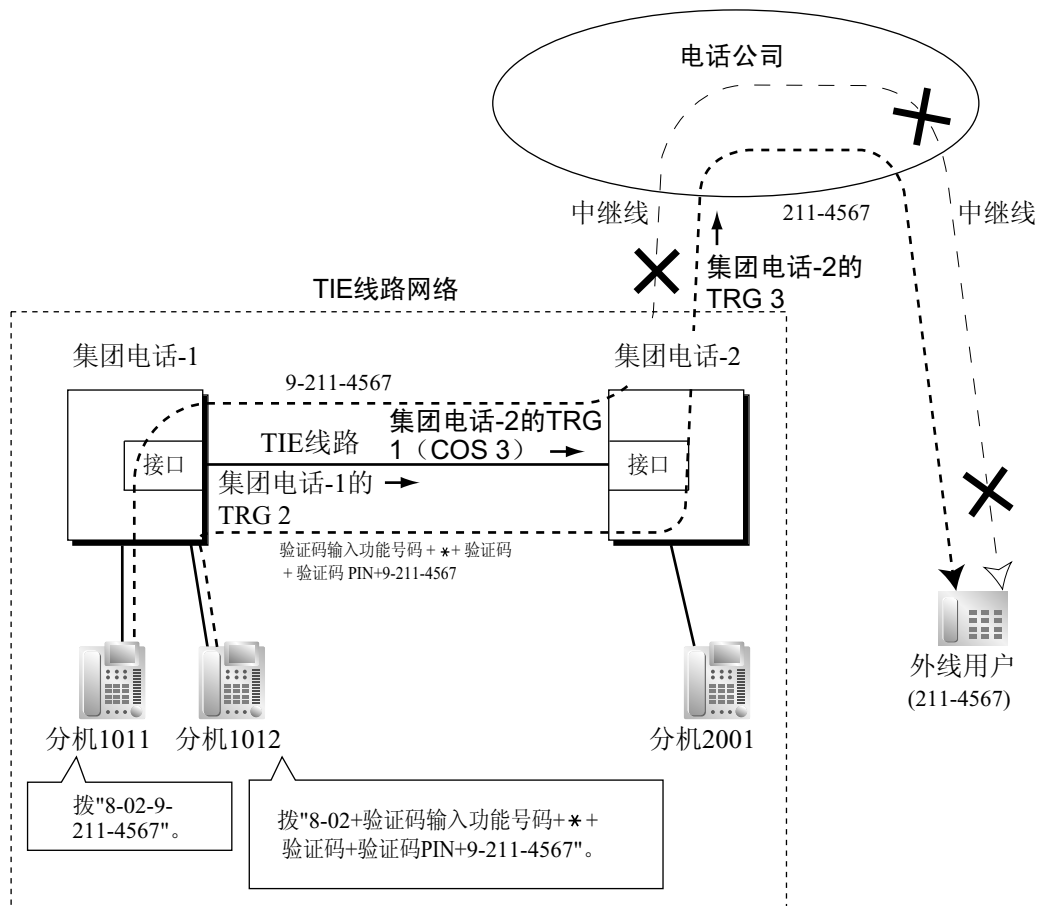 电话公司
中继线
211-4567
中继线
集团电话-2的
TRG 3
TIE线路网络
集团电话-1
集团电话-2
9-211-4567
集团电话-2的TRG
1（COS 3）
TIE线路
接口
接口
集团电话-1的
TRG 2
验证码输入功能号码 + *+ 验证码
+ 验证码 PIN+9-211-4567
外线用户
(211-4567)
分机1011
分机1012
分机2001
拨"8-02-9-
211-4567"。
拨"8-02+验证码输入功能号码+*+
验证码+验证码PIN+9-211-4567"。